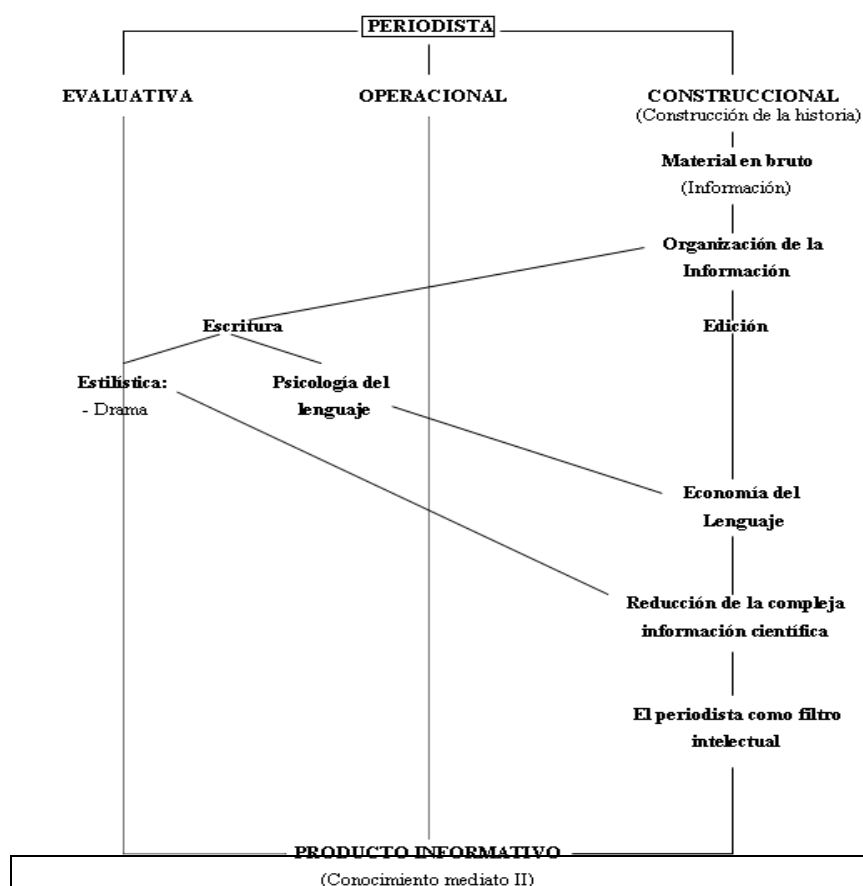 PERIODISTA
EVALUATIVA
OPERACIONAL
CONSTRUCCIONAL
(Construcción de la historia)
Material en bruto
(Información)
Organización de la
Información
Escritura
Edición
Estilística:
- Drama
Psicología del
lenguaje
Economía del
Lenguaje
Reducción de la compleja
información científica
El periodista como filtro
intelectual
PRODUCTO INFORMATIVO
(Conocimiento mediato II)